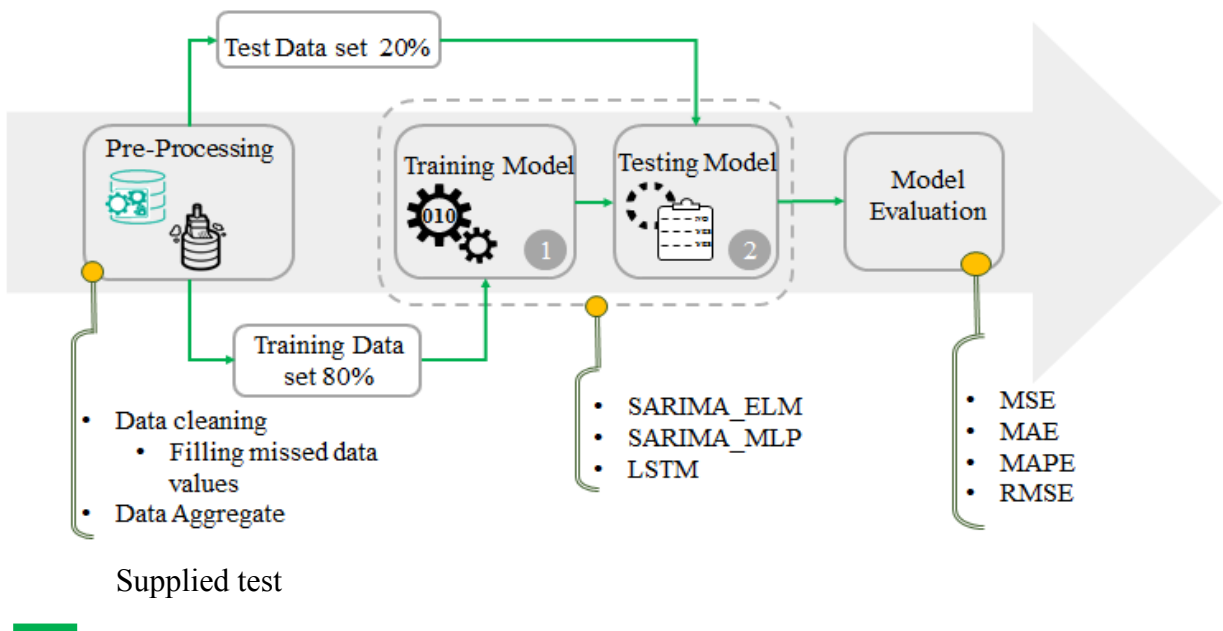 Test Data set 20%
Pre-Processing
Training Model
010
1
Testing Model
NO
YES
YES
2
Model
Evaluation
Training Data
set 80%
• Data cleaning
• Filling missed data
values
• Data Aggregate
• SARIMA_ELM
• SARIMA_MLP
• LSTM
• MSE
• MAE
• MAPE
• RMSE
Supplied test